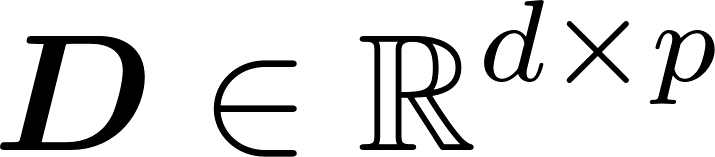 D ∈ ℝ^{d×p}